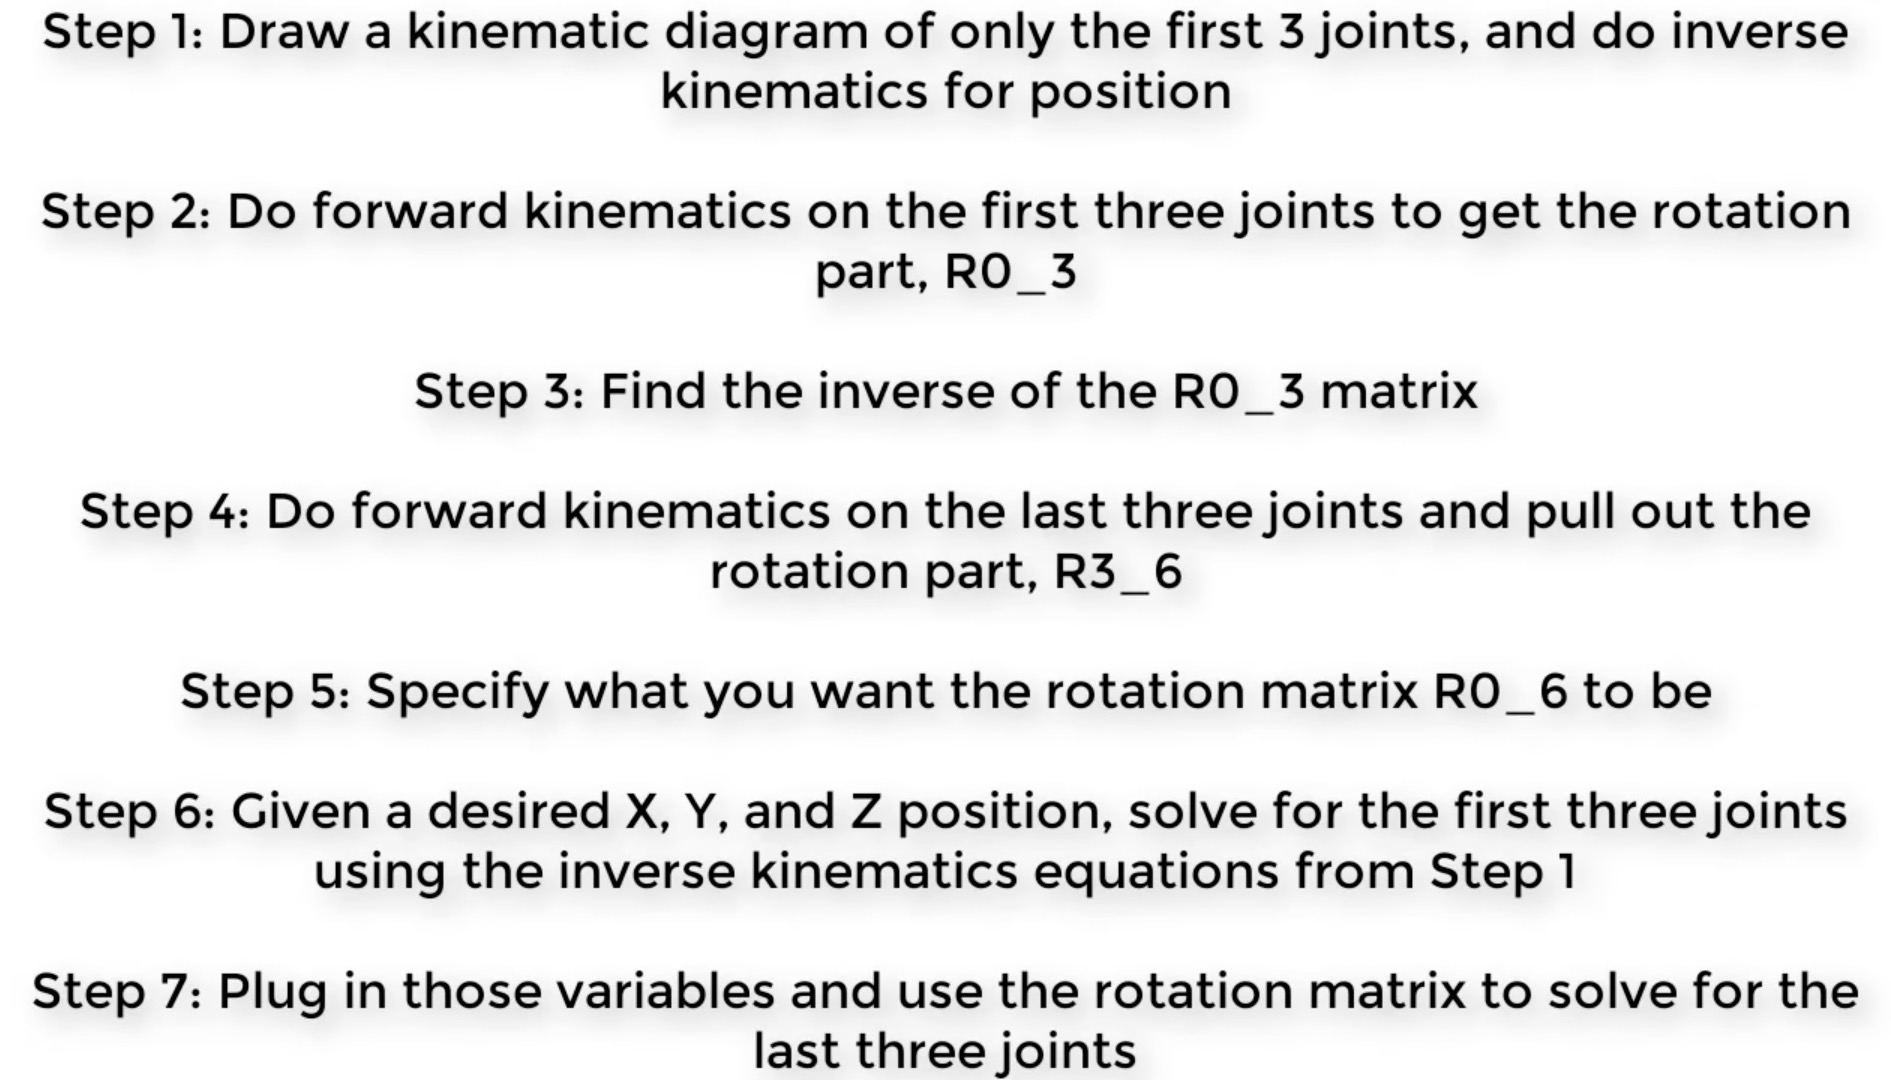 Step 1: Draw a kinematic diagram of only the first 3 joints, and do inverse
kinematics for position
Step 2: Do forward kinematics on the first three joints to get the rotation
part, R0_3
Step 3: Find the inverse of the R0_3 matrix
Step 4: Do forward kinematics on the last three joints and pull out the
rotation part, R3_6
Step 5: Specify what you want the rotation matrix R0_6 to be
Step 6: Given a desired X, Y, and Z position, solve for the first three joints
using the inverse kinematics equations from Step 1
Step 7: Plug in those variables and use the rotation matrix to solve for the
last three joints